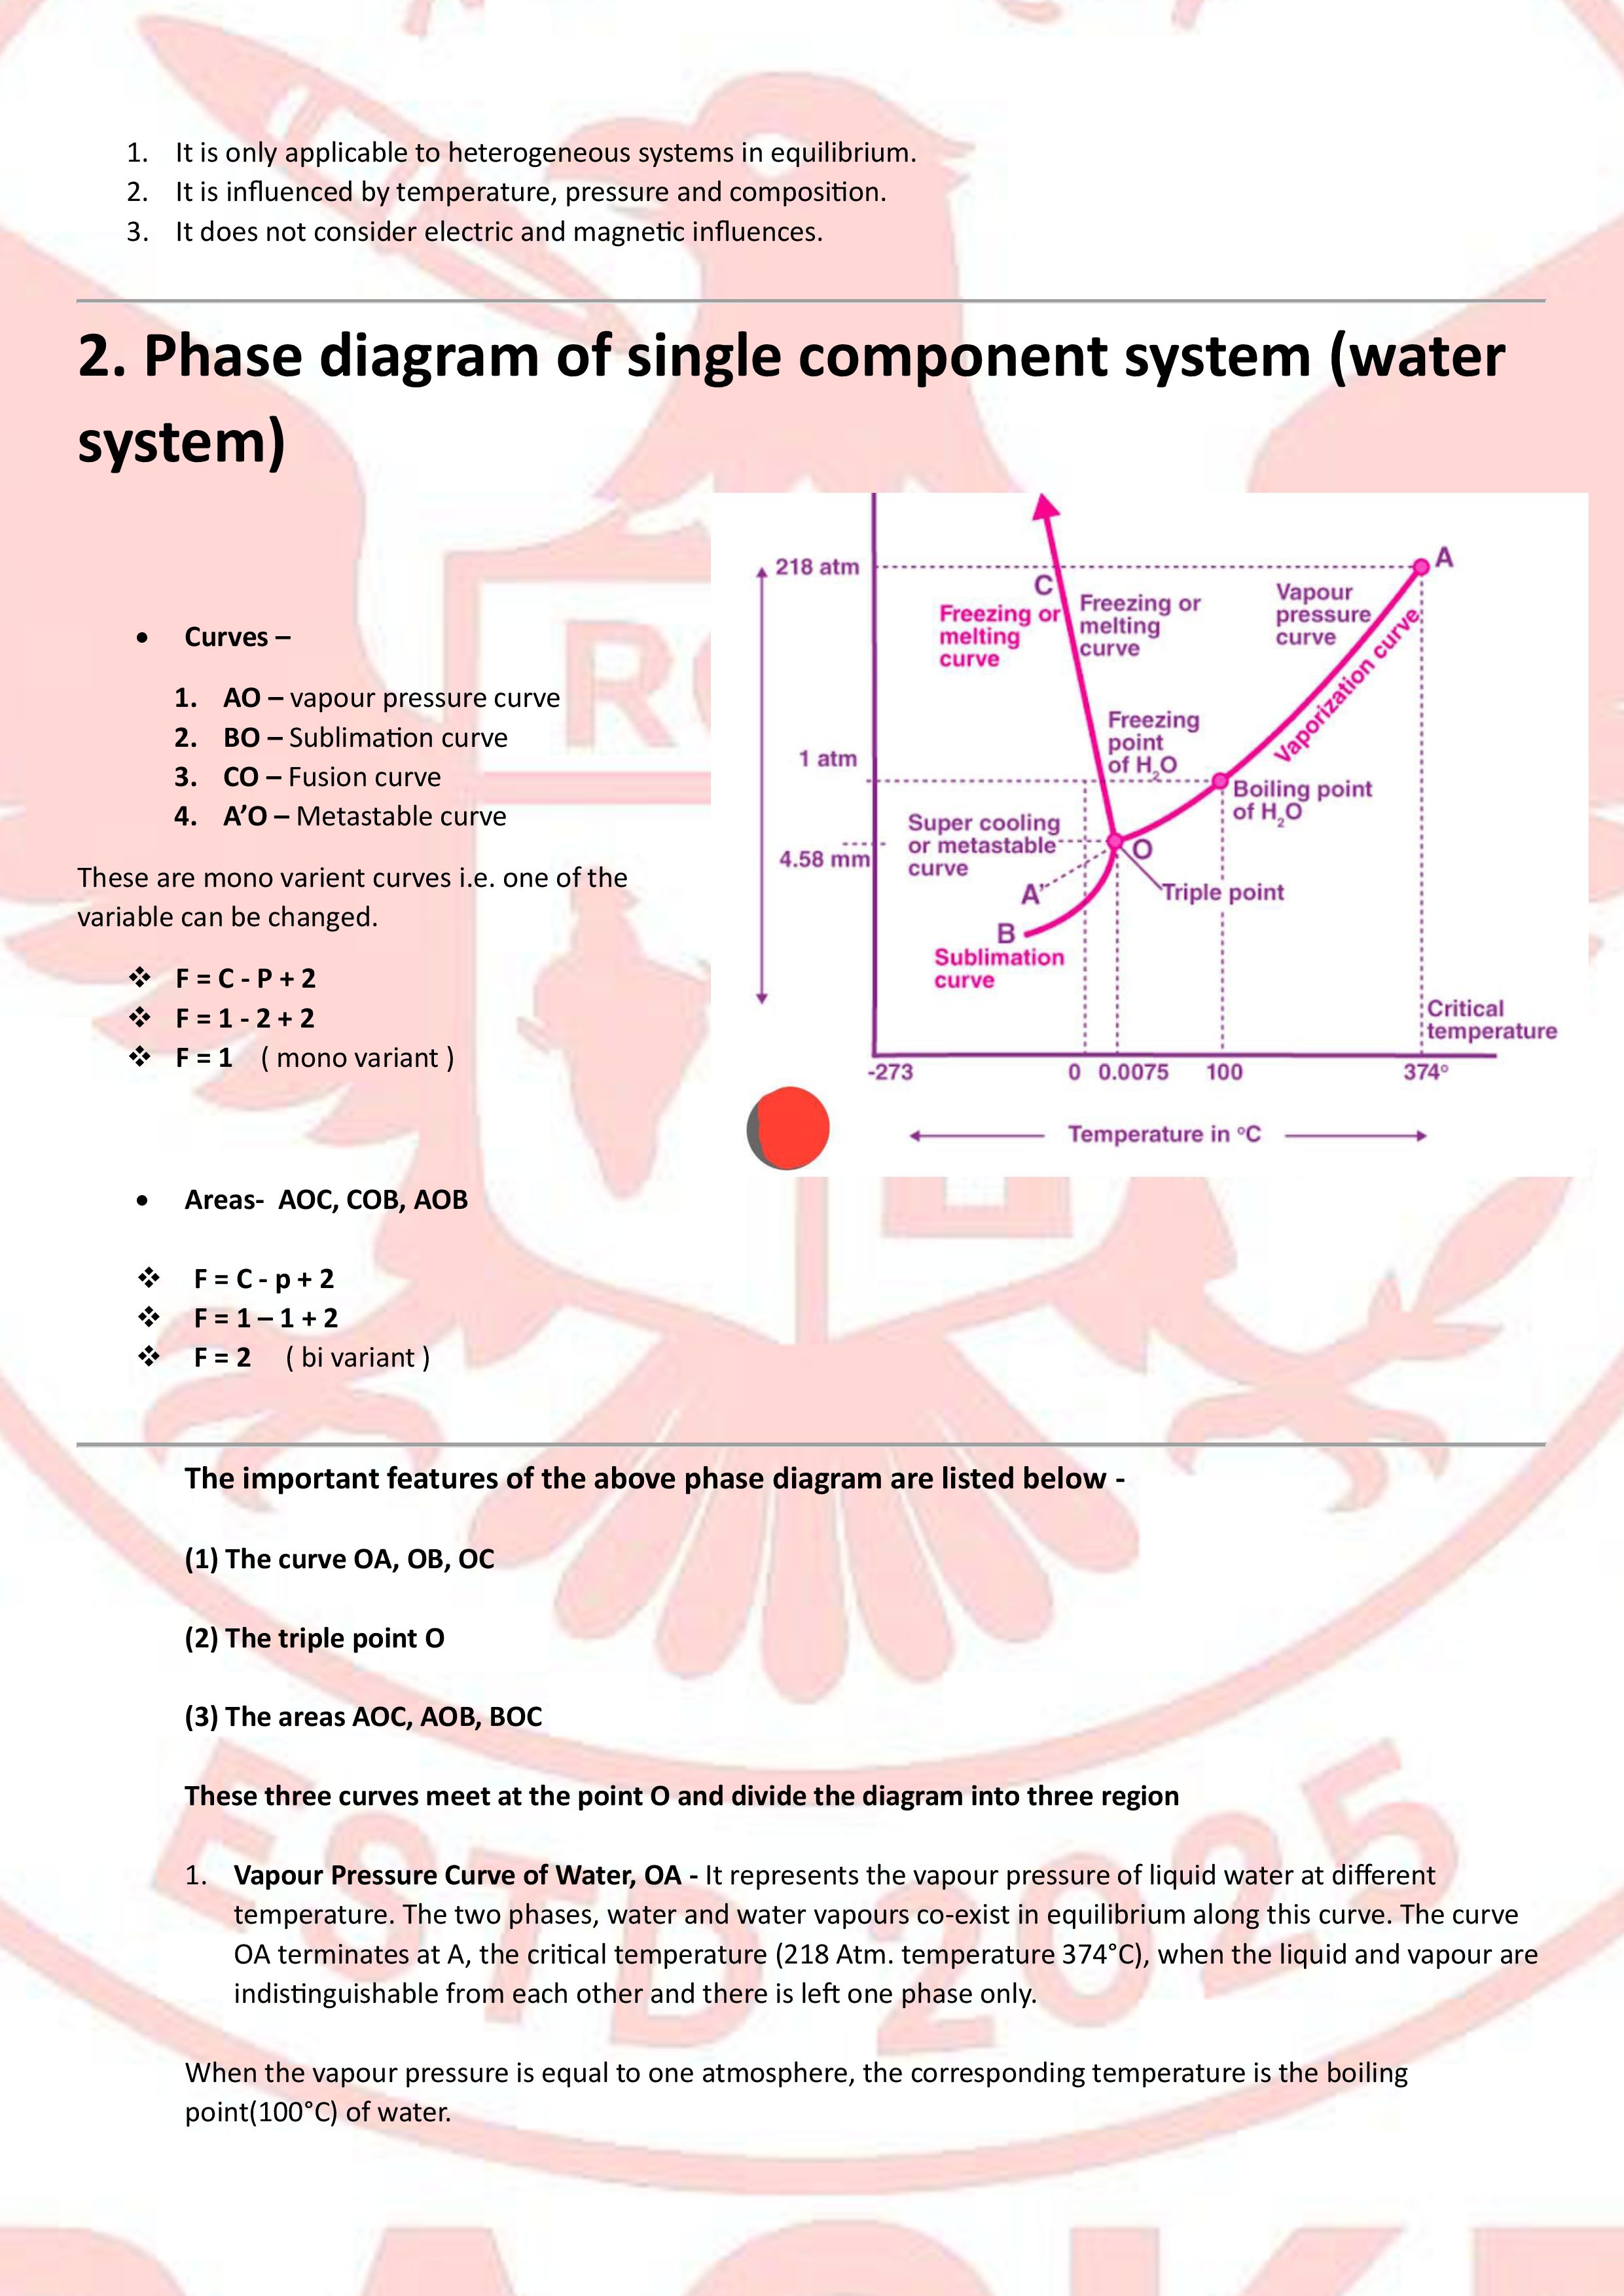 1. It is only applicable to heterogeneous systems in equilibrium.
2. It is influenced by temperature, pressure and composition.
3. It does not consider electric and magnetic influences.
2. Phase diagram of single component system (water
system)
• Curves –
1. AO – vapour pressure curve
2. BO – Sublimation curve
3. CO – Fusion curve
4. A’O – Metastable curve
These are mono varient curves i.e. one of the
variable can be changed.
❖ F = C - P + 2
❖ F = 1 - 2 + 2
❖ F = 1 ( mono variant )
218 atm
A
C
Freezing or
melting
curve
Freezing or
melting
curve
Vapour
pressure
curve
Vaporization curve
Freezing
point
of H₂O
1 atm
Boiling point
of H₂O
Super cooling
or metastable
curve
4.58 mm
O
A'
Triple point
B
Sublimation
curve
Critical
temperature
-273 0 0.0075 100 374°
Temperature in °C
• Areas- AOC, COB, AOB
❖ F = C - p + 2
❖ F = 1 – 1 + 2
❖ F = 2 ( bi variant )
The important features of the above phase diagram are listed below -
(1) The curve OA, OB, OC
(2) The triple point O
(3) The areas AOC, AOB, BOC
These three curves meet at the point O and divide the diagram into three region
1. Vapour Pressure Curve of Water, OA - It represents the vapour pressure of liquid water at different
temperature. The two phases, water and water vapours co-exist in equilibrium along this curve. The curve
OA terminates at A, the critical temperature (218 Atm. temperature 374°C), when the liquid and vapour are
indistinguishable from each other and there is left one phase only.
When the vapour pressure is equal to one atmosphere, the corresponding temperature is the boiling
point(100°C) of water.
ESTD 2025